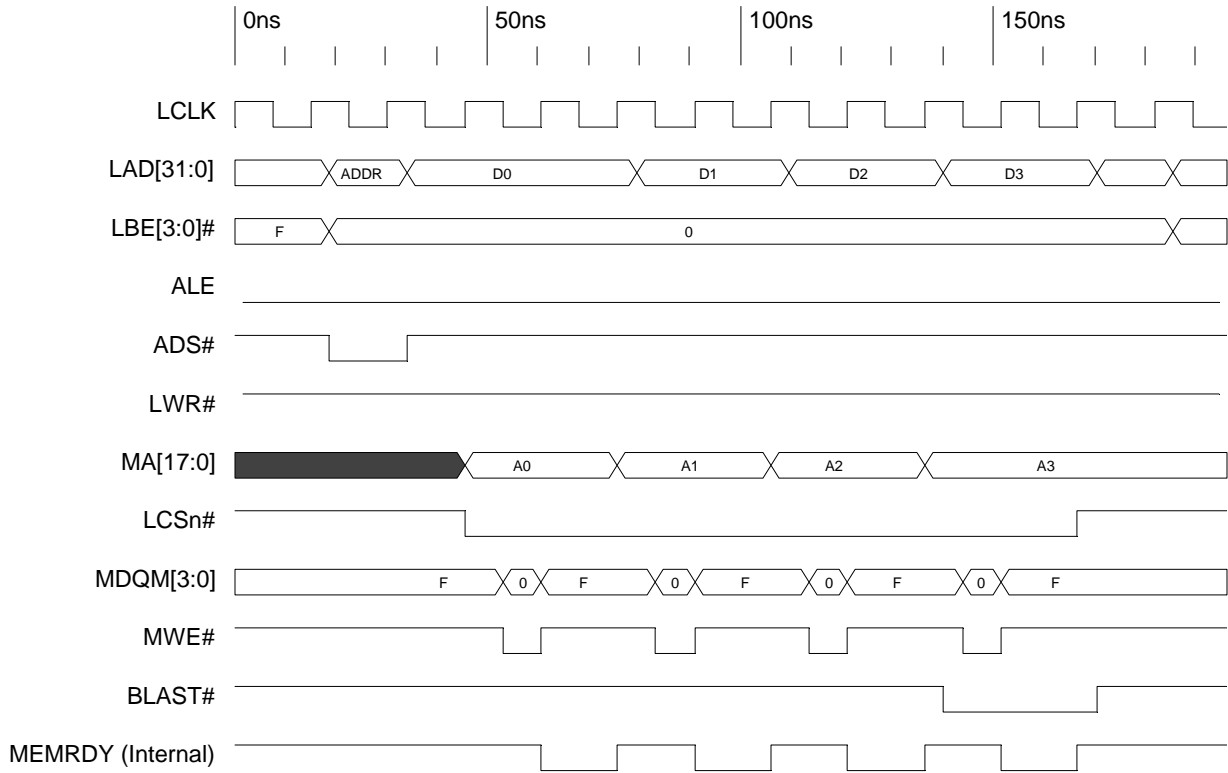 0ns 50ns 100ns 150ns
LCLK
LAD[31:0] ADDR D0 D1 D2 D3
LBE[3:0]# F 0
ALE
ADS#
LWR#
MA[17:0] A0 A1 A2 A3
LCSn#
MDQM[3:0] F 0 F 0 F 0 F 0 F
MWE#
BLAST#
MEMRDY (Internal)